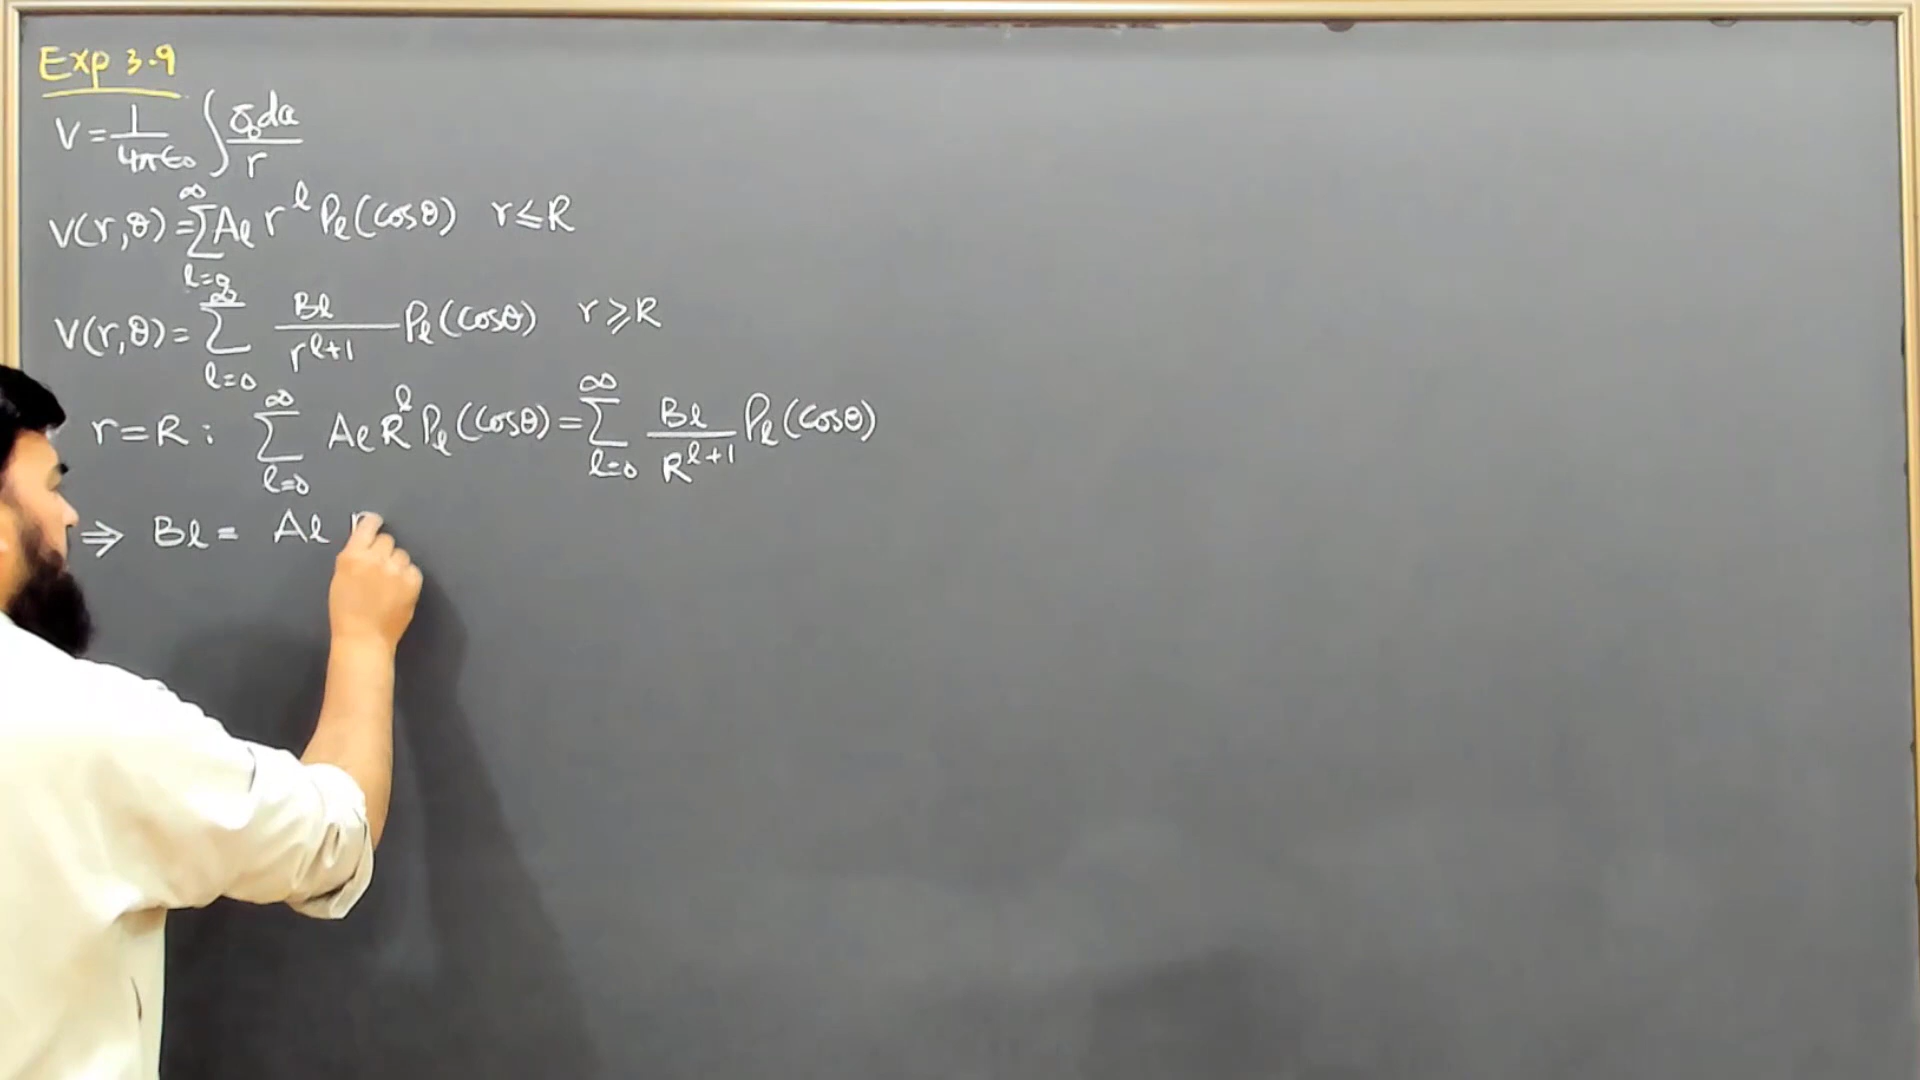 Exp 3.9
V = 1/4πϵ₀ ∫ σ₀da/r
V(r,θ) = ∑_{l=0}^{∞} A_l r^l P_l(cosθ) r ≤ R
V(r,θ) = ∑_{l=0}^{∞} B_l/r^{l+1} P_l(cosθ) r ≥ R
r = R : ∑_{l=0}^{∞} A_l R^l P_l(cosθ) = ∑_{l=0}^{∞} B_l/R^{l+1} P_l(cosθ)
⇒ B_l = A_l